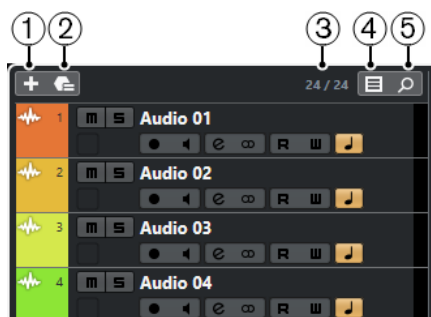 ① ② ③ ④ ⑤
24 / 24
1 m S Audio 01
e R W
2 m S Audio 02
e R W
3 m S Audio 03
e R W
4 m S Audio 04
e R W